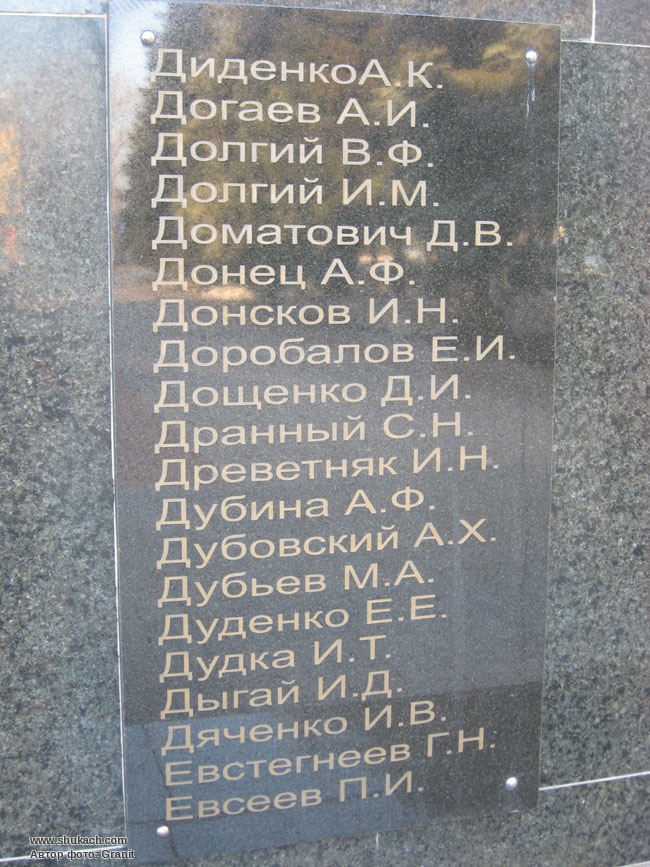 ДиденкоА.К.
Догаев А.И.
Долгий В.Ф.
Долгий И.М.
Доматович Д.В.
Донец А.Ф.
Донсков И.Н.
Доробалов Е.И.
Дощенко Д.И.
Дранный С.Н.
Древетняк И.Н.
Дубина А.Ф.
Дубовский А.Х.
Дубьев М.А.
Дуденко Е.Е.
Дудка И.Т.
Дыгай И.Д.
Дяченко И.В.
Евстегнеев Г.Н.
Евсеев П.И.
www.shukach.com
Автор фото: Granit